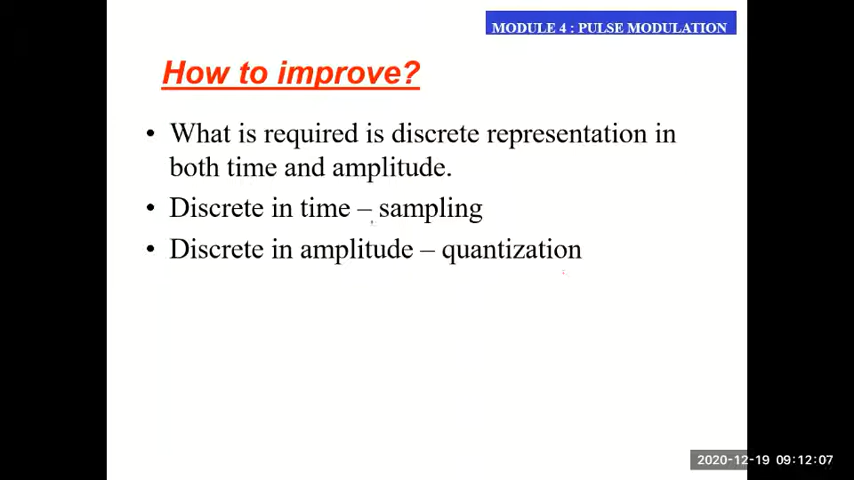 MODULE 4 : PULSE MODULATION
How to improve?
• What is required is discrete representation in
both time and amplitude.
• Discrete in time – sampling
• Discrete in amplitude – quantization
2020-12-19 09:12:07